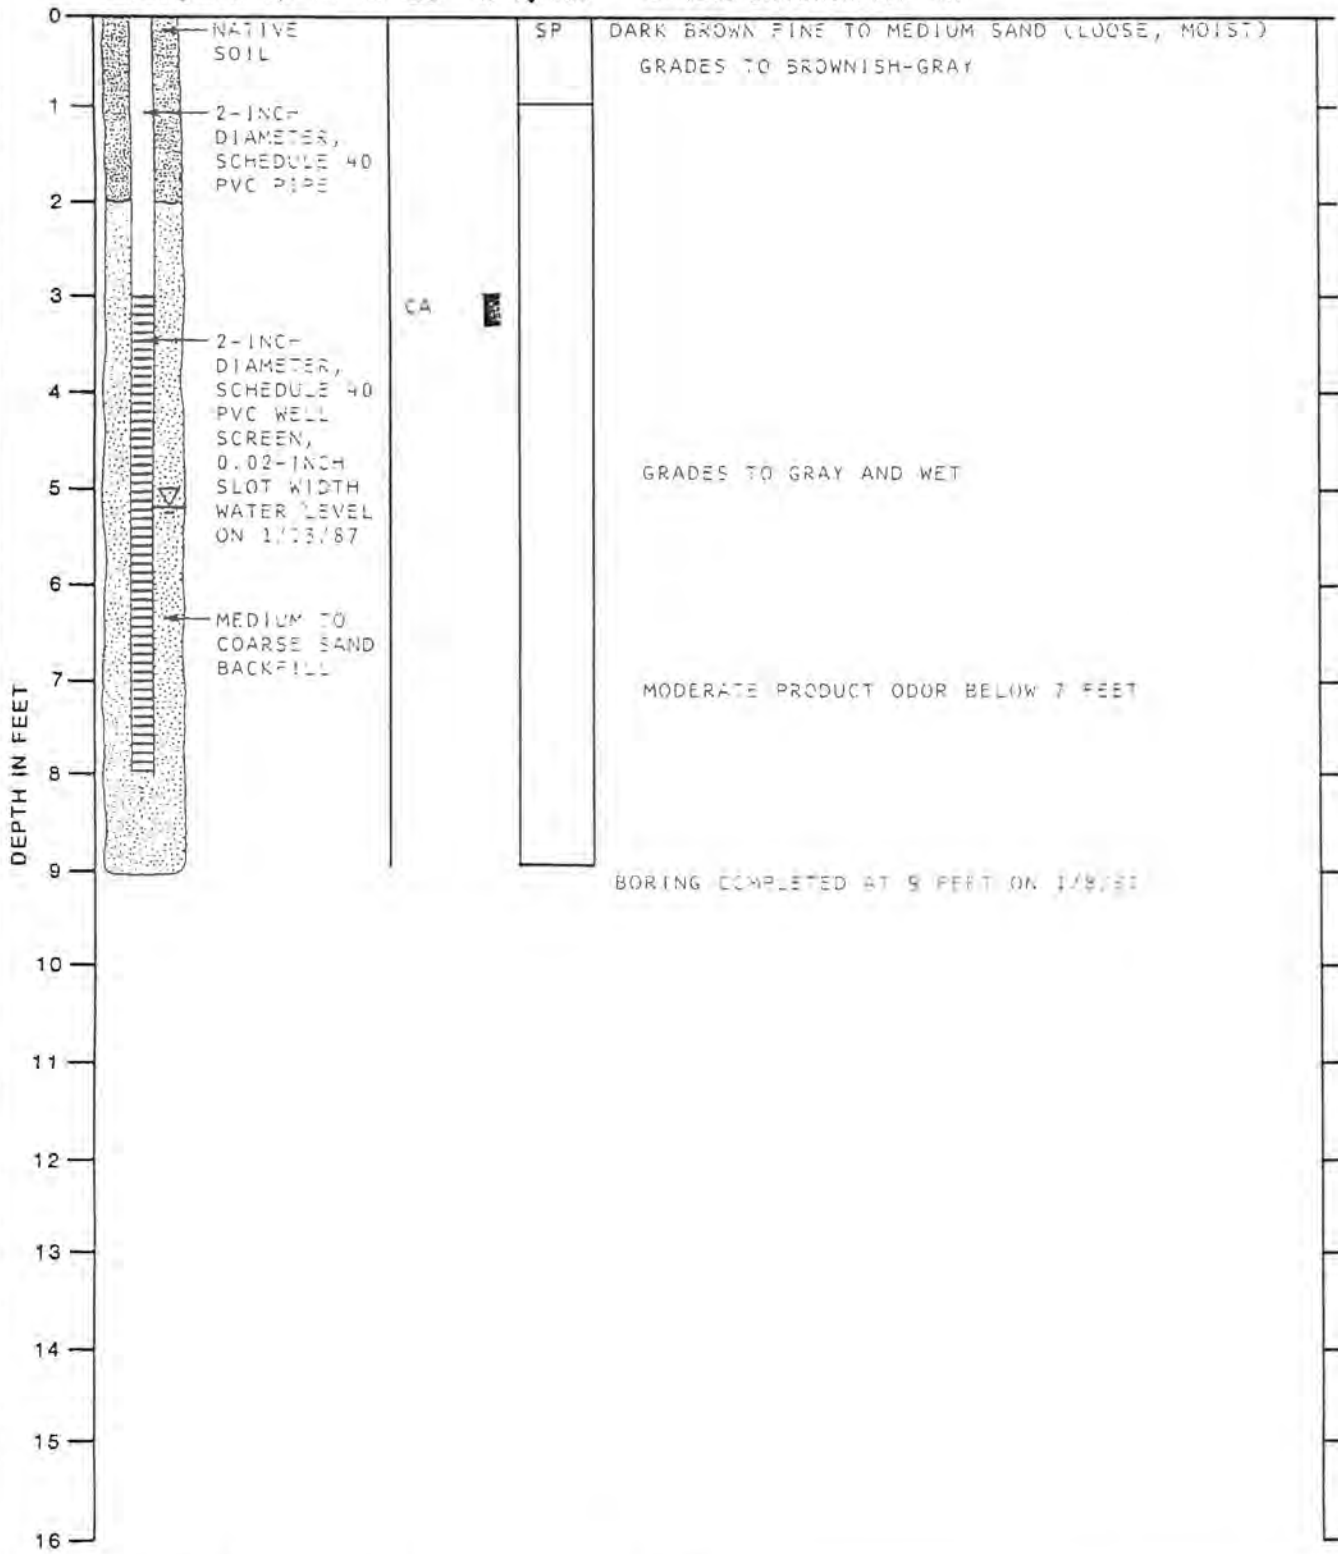 0
NATIVE
SOIL
SP
DARK BROWN FINE TO MEDIUM SAND (LOOSE, MOIST)
GRADES TO BROWNISH-GRAY
1
2-INCH
DIAMETER,
SCHEDULE 40
PVC PIPE
2
3
CA
2-INCH
DIAMETER,
SCHEDULE 40
PVC WELL
SCREEN,
0.02-INCH
SLOT WIDTH
4
GRADES TO GRAY AND WET
5
WATER LEVEL
ON
6
MEDIUM TO
COARSE SAND
BACKFILL
7
MODERATE PRODUCT ODOR BELOW 7 FEET
DEPTH IN FEET
8
9
BORING COMPLETED AT 9 FEET ON
10
11
12
13
14
15
16